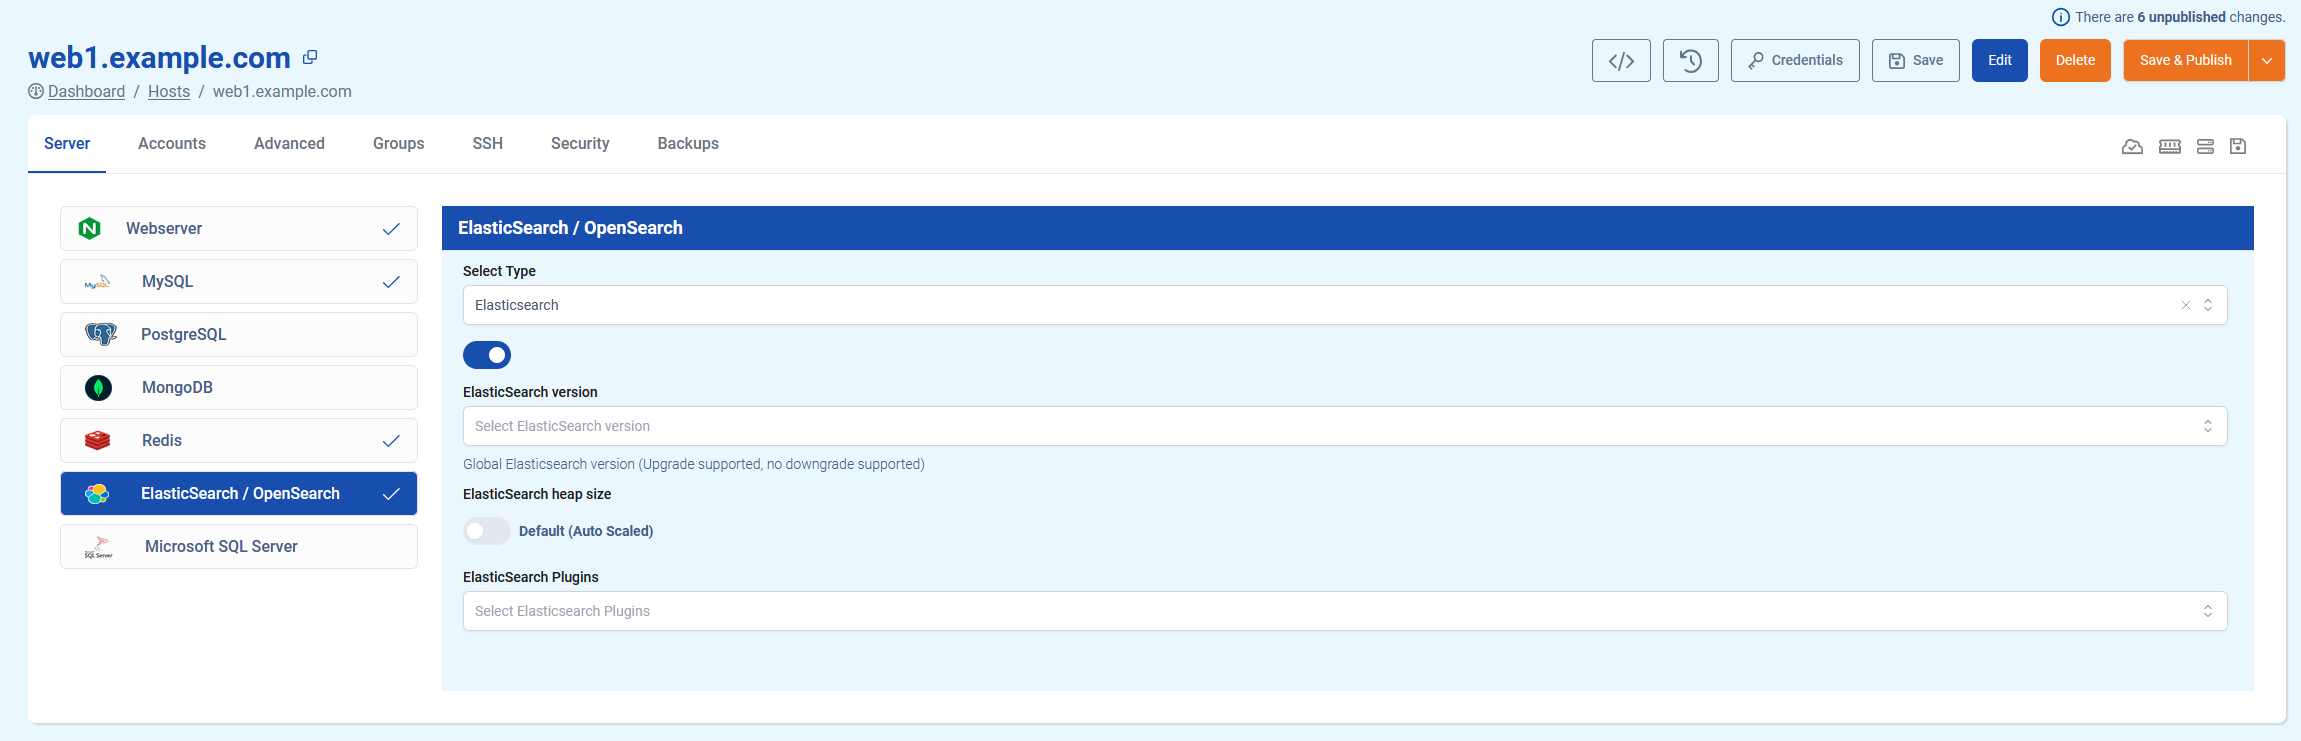 There are 6 unpublished changes.
web1.example.com
Credentials
Save
Edit
Delete
Save & Publish
Dashboard / Hosts / web1.example.com
Server
Accounts
Advanced
Groups
SSH
Security
Backups
Webserver
MySQL
MySQL
PostgreSQL
MongoDB
Redis
ElasticSearch / OpenSearch
SQL Server
Microsoft SQL Server
ElasticSearch / OpenSearch
Select Type
Elasticsearch
ElasticSearch version
Select ElasticSearch version
Global Elasticsearch version (Upgrade supported, no downgrade supported)
ElasticSearch heap size
Default (Auto Scaled)
ElasticSearch Plugins
Select Elasticsearch Plugins